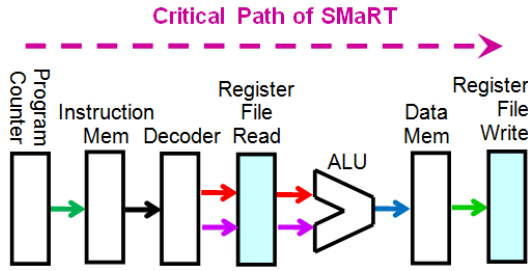 Critical Path of SMaRT
Program
Counter
Instruction
Mem
Decoder
Register
File
Read
ALU
Data
Mem
Register
File
Write